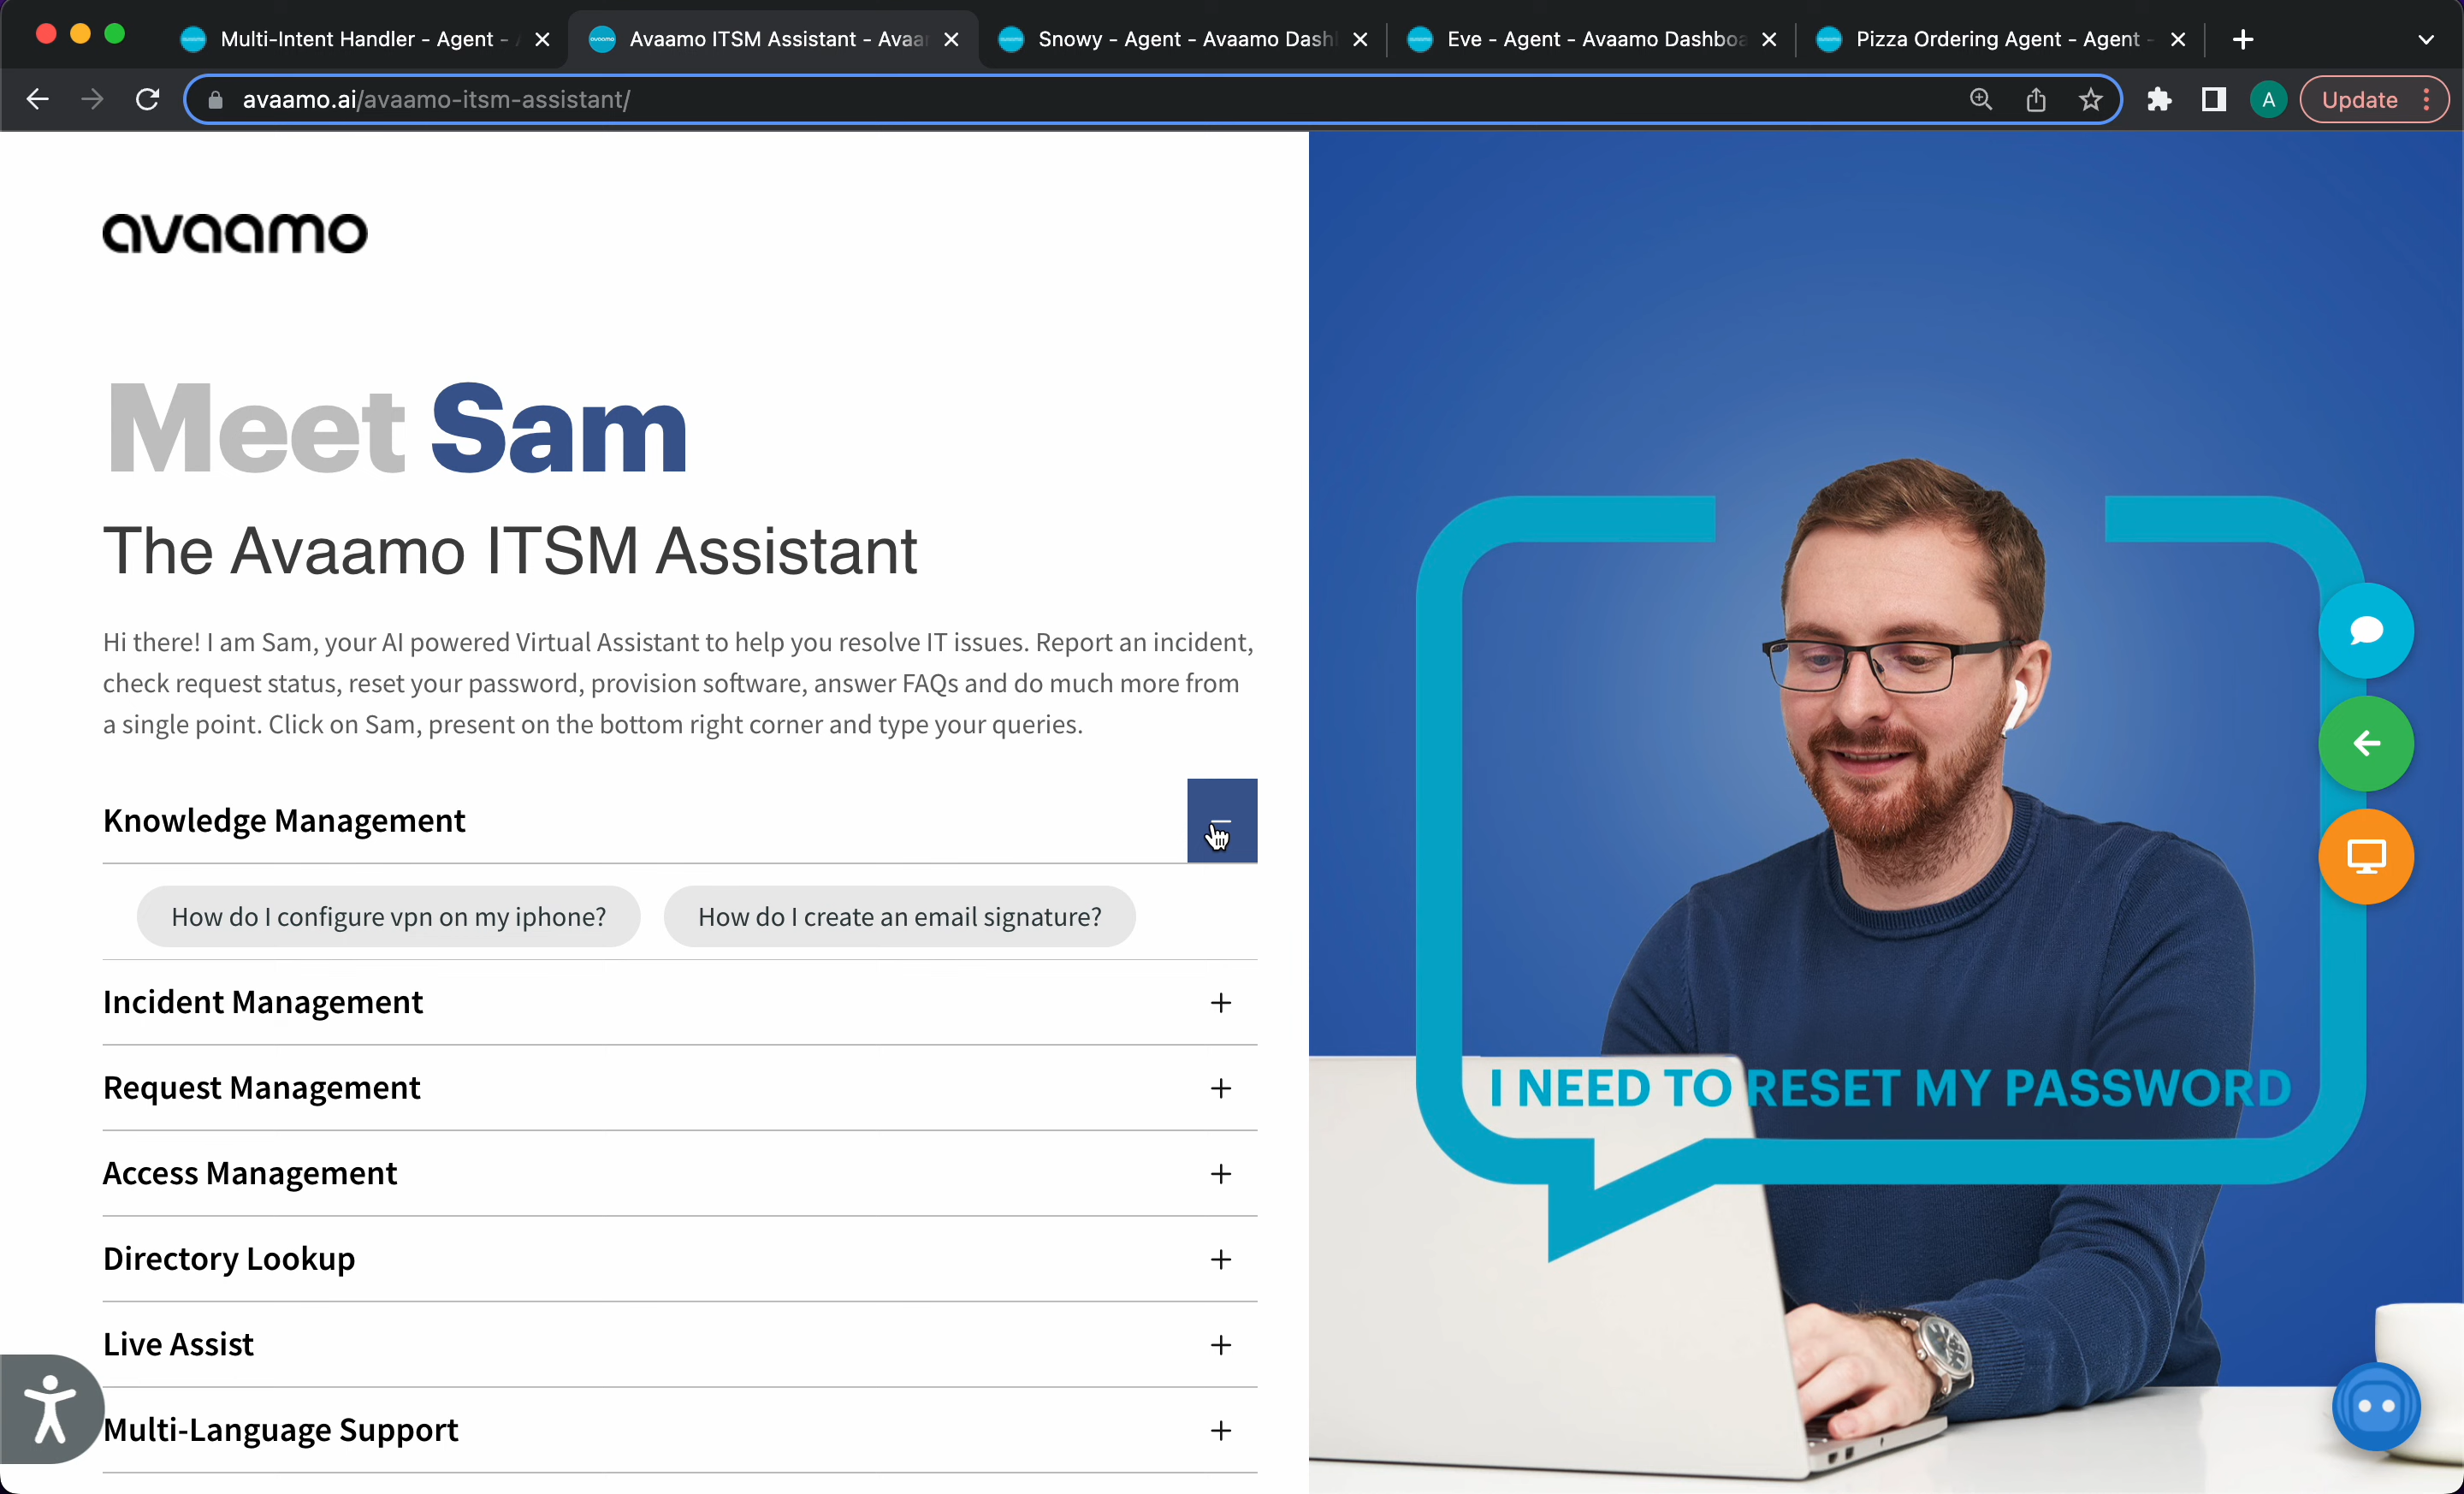 Multi-Intent Handler - Agent -
Avaamo ITSM Assistant - Avaa
Snowy - Agent - Avaamo Dash
Eve - Agent - Avaamo Dashboa
Pizza Ordering Agent - Agent -
avaamo.ai/avaamo-itsm-assistant/
A
Update
avaamo
Meet Sam
The Avaamo ITSM Assistant
Hi there! I am Sam, your AI powered Virtual Assistant to help you resolve IT issues. Report an incident,
check request status, reset your password, provision software, answer FAQs and do much more from
a single point. Click on Sam, present on the bottom right corner and type your queries.
Knowledge Management
How do I configure vpn on my iphone?
How do I create an email signature?
Incident Management
Request Management
Access Management
Directory Lookup
Live Assist
Multi-Language Support
I NEED TO RESET MY PASSWORD